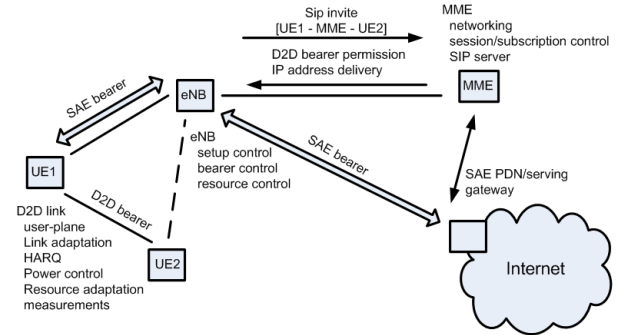 Sip invite
[UE1 - MME - UE2]
MME
networking
session/subscription control
SIP server
D2D bearer permission
IP address delivery
SAE bearer
eNB
MME
eNB
setup control
bearer control
resource control
SAE bearer
SAE PDN/serving
gateway
UE1
D2D bearer
D2D link
user-plane
Link adaptation
HARQ
Power control
Resource adaptation
measurements
UE2
Internet